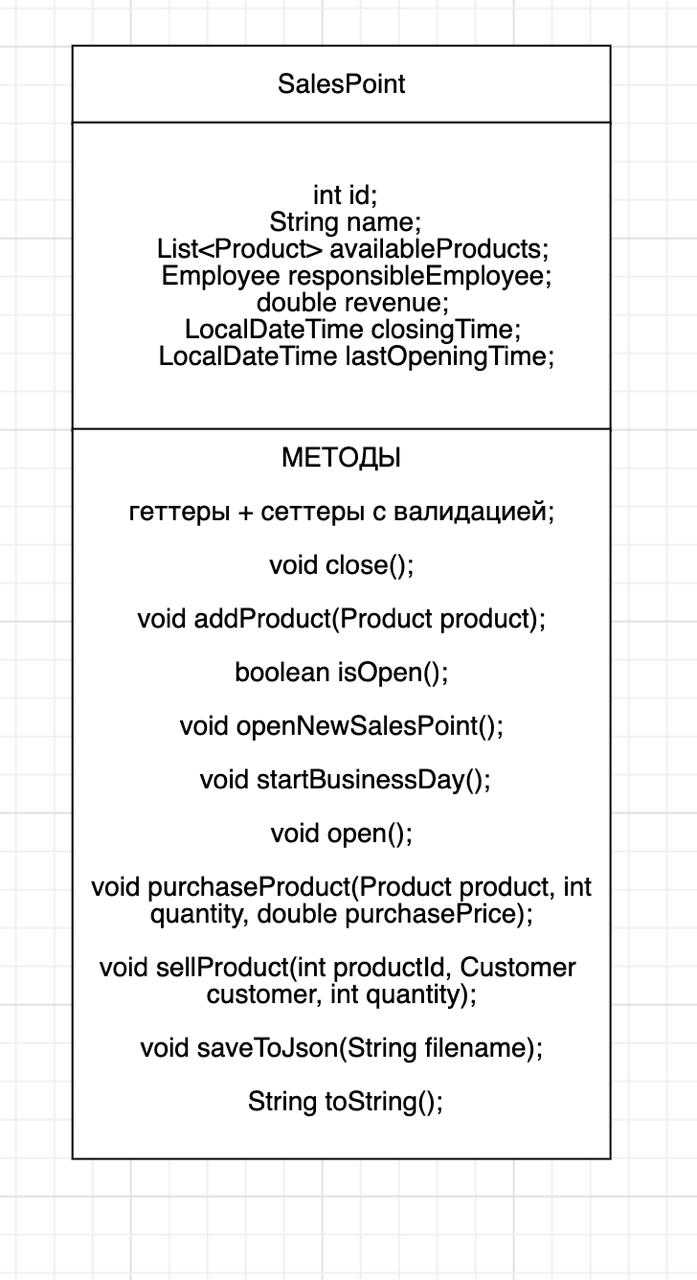 SalesPoint
int id;
String name;
List<Product> availableProducts;
Employee responsibleEmployee;
double revenue;
LocalDateTime closingTime;
LocalDateTime lastOpeningTime;
МЕТОДЫ
геттеры + сеттеры с валидацией;
void close();
void addProduct(Product product);
boolean isOpen();
void openNewSalesPoint();
void startBusinessDay();
void open();
void purchaseProduct(Product product, int
quantity, double purchasePrice);
void sellProduct(int productId, Customer
customer, int quantity);
void saveToJson(String filename);
String toString();